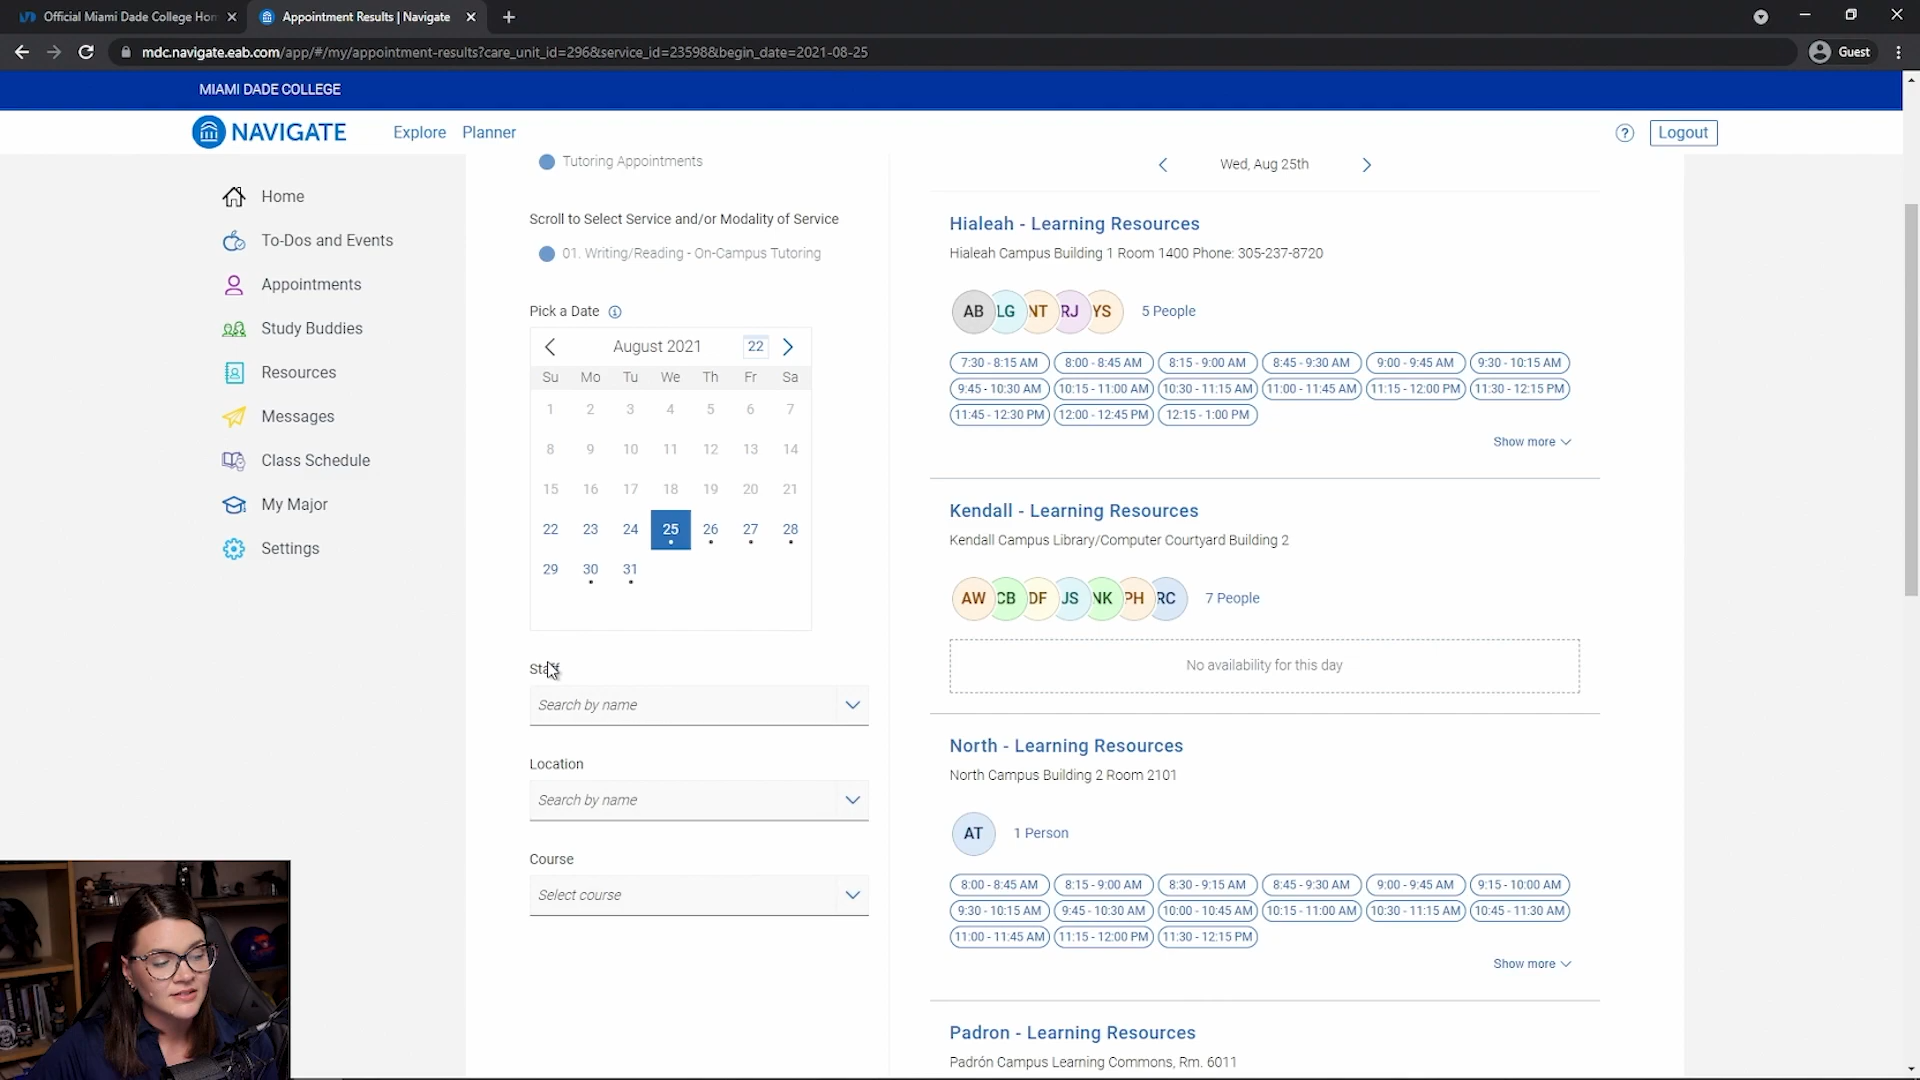 Official Miami Dade College Hom
Appointment Results | Navigate
mdc.navigate.eab.com/app/#/my/appointment-results?care_unit_id=296&service_id=23598&begin_date=2021-08-25
Guest
MIAMI DADE COLLEGE
NAVIGATE
Explore
Planner
?
Logout
Home
To-Dos and Events
Appointments
Study Buddies
Resources
Messages
Class Schedule
My Major
Settings
Tutoring Appointments
Scroll to Select Service and/or Modality of Service
01. Writing/Reading - On-Campus Tutoring
Pick a Date
August 2021 22
Su Mo Tu We Th Fr Sa
1 2 3 4 5 6 7
8 9 10 11 12 13 14
15 16 17 18 19 20 21
22 23 24 25 26 27 28
29 30 31
Staff
Search by name
Location
Search by name
Course
Select course
Wed, Aug 25th
Hialeah - Learning Resources
Hialeah Campus Building 1 Room 1400 Phone: 305-237-8720
AB LG NT RJ YS 5 People
7:30 - 8:15 AM 8:00 - 8:45 AM 8:15 - 9:00 AM 8:45 - 9:30 AM 9:00 - 9:45 AM 9:30 - 10:15 AM
9:45 - 10:30 AM 10:15 - 11:00 AM 10:30 - 11:15 AM 11:00 - 11:45 AM 11:15 - 12:00 PM 11:30 - 12:15 PM
11:45 - 12:30 PM 12:00 - 12:45 PM 12:15 - 1:00 PM
Show more
Kendall - Learning Resources
Kendall Campus Library/Computer Courtyard Building 2
AW CB DF JS NK PH RC 7 People
No availability for this day
North - Learning Resources
North Campus Building 2 Room 2101
AT 1 Person
8:00 - 8:45 AM 8:15 - 9:00 AM 8:30 - 9:15 AM 8:45 - 9:30 AM 9:00 - 9:45 AM 9:15 - 10:00 AM
9:30 - 10:15 AM 9:45 - 10:30 AM 10:00 - 10:45 AM 10:15 - 11:00 AM 10:30 - 11:15 AM 10:45 - 11:30 AM
11:00 - 11:45 AM 11:15 - 12:00 PM 11:30 - 12:15 PM
Show more
Padron - Learning Resources
Padrón Campus Learning Commons, Rm. 6011